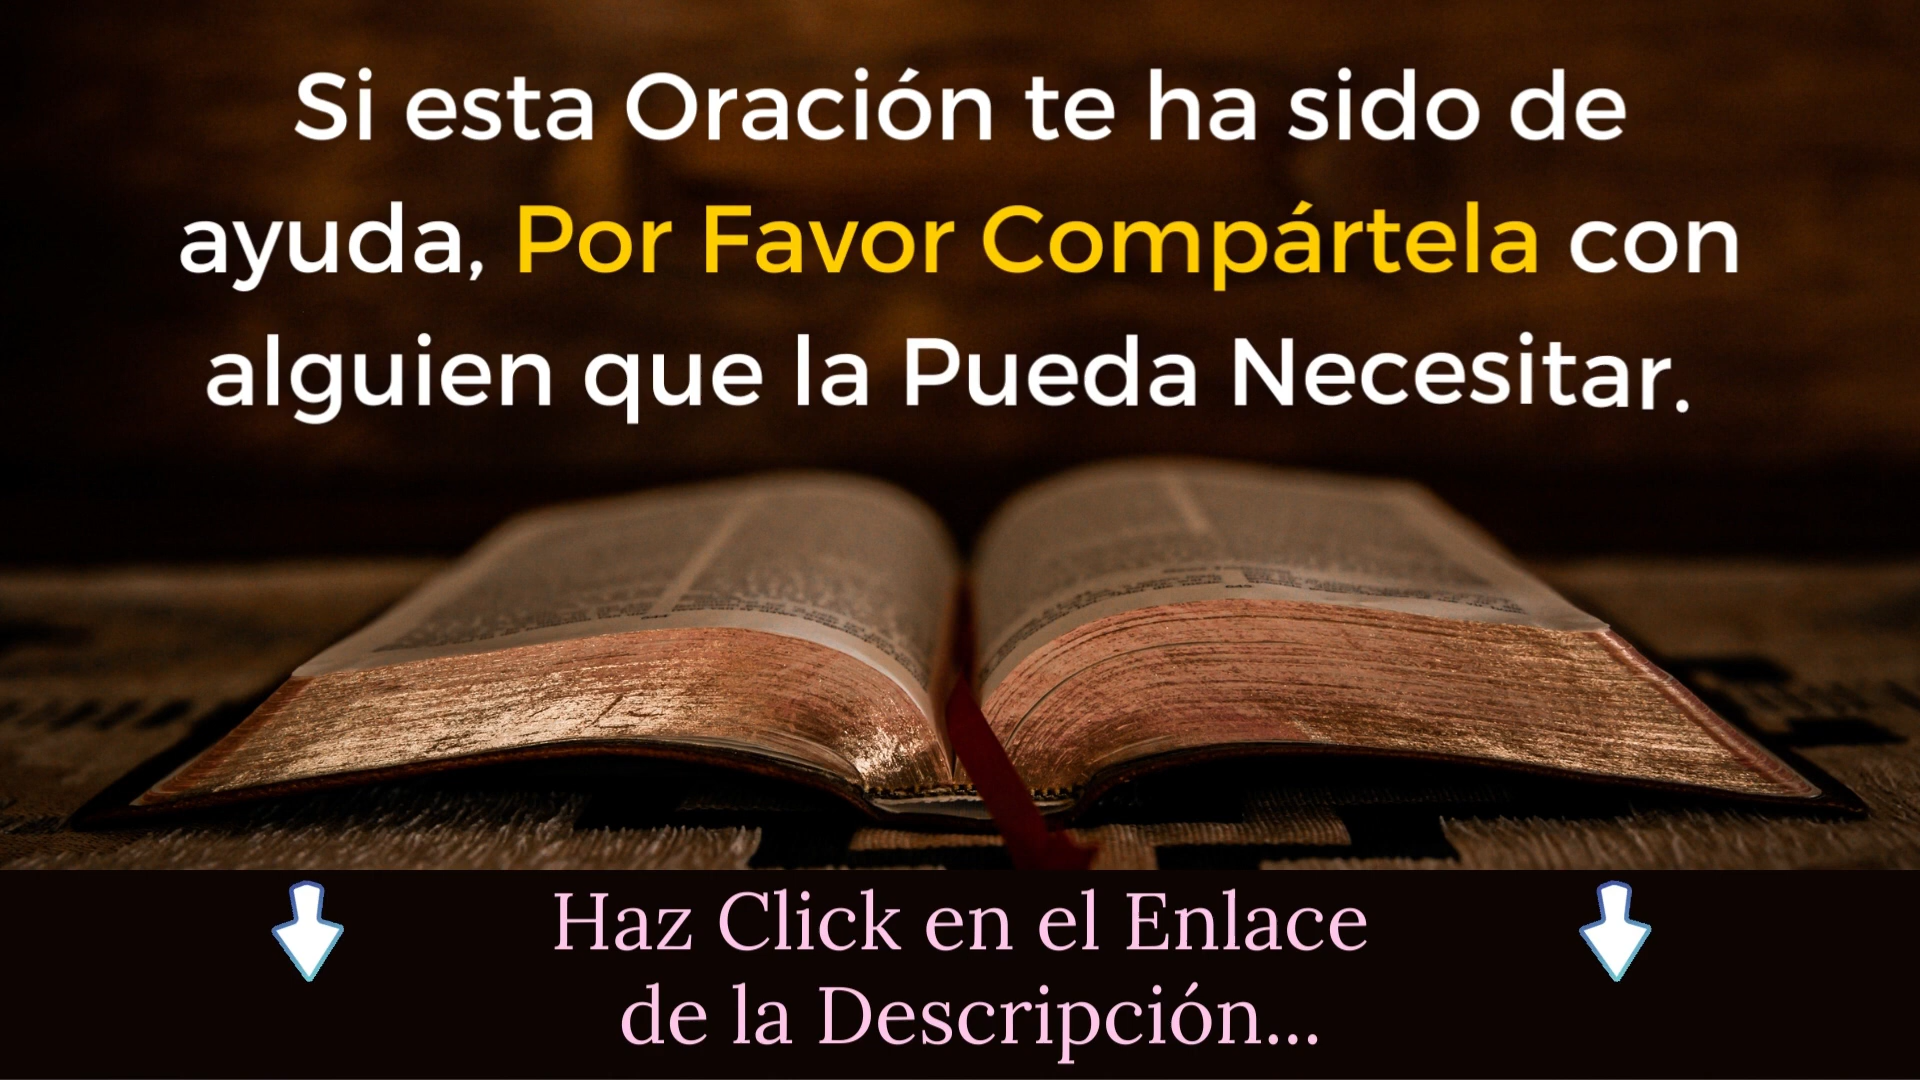 Si esta Oración te ha sido de
ayuda, Por Favor Compártela con
alguien que la Pueda Necesitar.
Haz Click en el Enlace
de la Descripción...